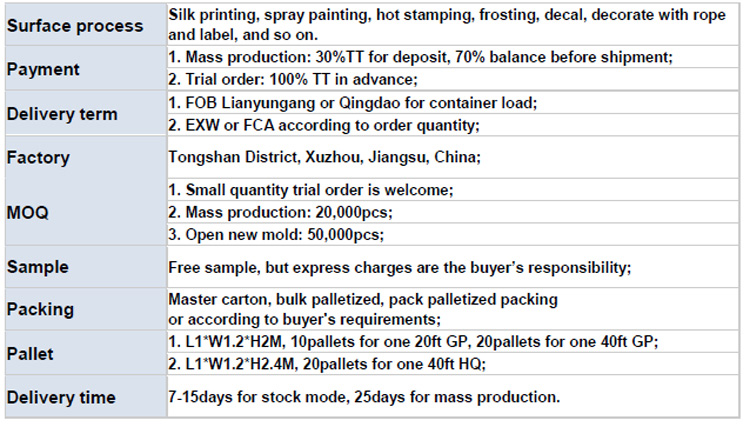 Surface process
Silk printing, spray painting, hot stamping, frosting, decal, decorate with rope
and label, and so on.
Payment
1. Mass production: 30%TT for deposit, 70% balance before shipment;
2. Trial order: 100% TT in advance;
Delivery term
1. FOB Lianyungang or Qingdao for container load;
2. EXW or FCA according to order quantity;
Factory
Tongshan District, Xuzhou, Jiangsu, China;
MOQ
1. Small quantity trial order is welcome;
2. Mass production: 20,000pcs;
3. Open new mold: 50,000pcs;
Sample
Free sample, but express charges are the buyer’s responsibility;
Packing
Master carton, bulk palletized, pack palletized packing
or according to buyer's requirements;
Pallet
1. L1*W1.2*H2M, 10pallets for one 20ft GP, 20pallets for one 40ft GP;
2. L1*W1.2*H2.4M, 20pallets for one 40ft HQ;
Delivery time
7-15days for stock mode, 25days for mass production.